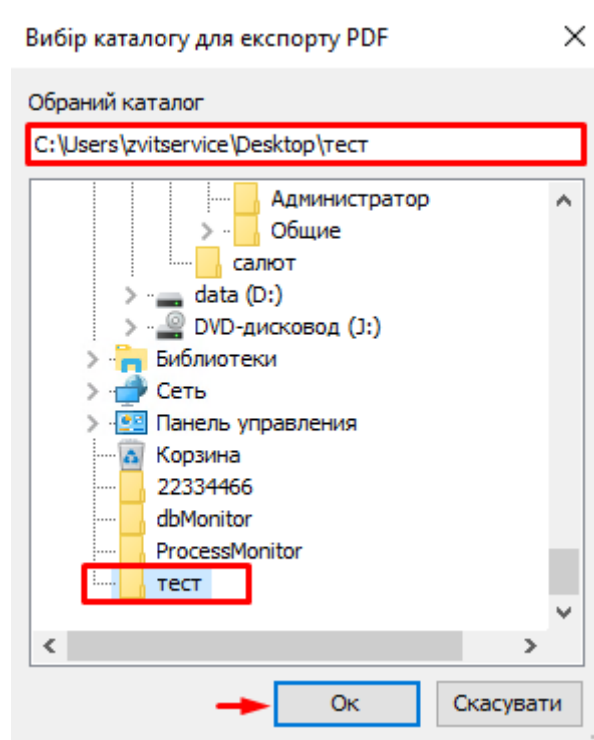 Вибір каталогу для експорту PDF
Обраний каталог
C:\Users\zvitservice\Desktop\тест
Администратор
Общие
салют
data (D:)
DVD-дисковод (J:)
Библиотеки
Сеть
Панель управления
Корзина
22334466
dbMonitor
ProcessMonitor
тест
Ок Скасувати